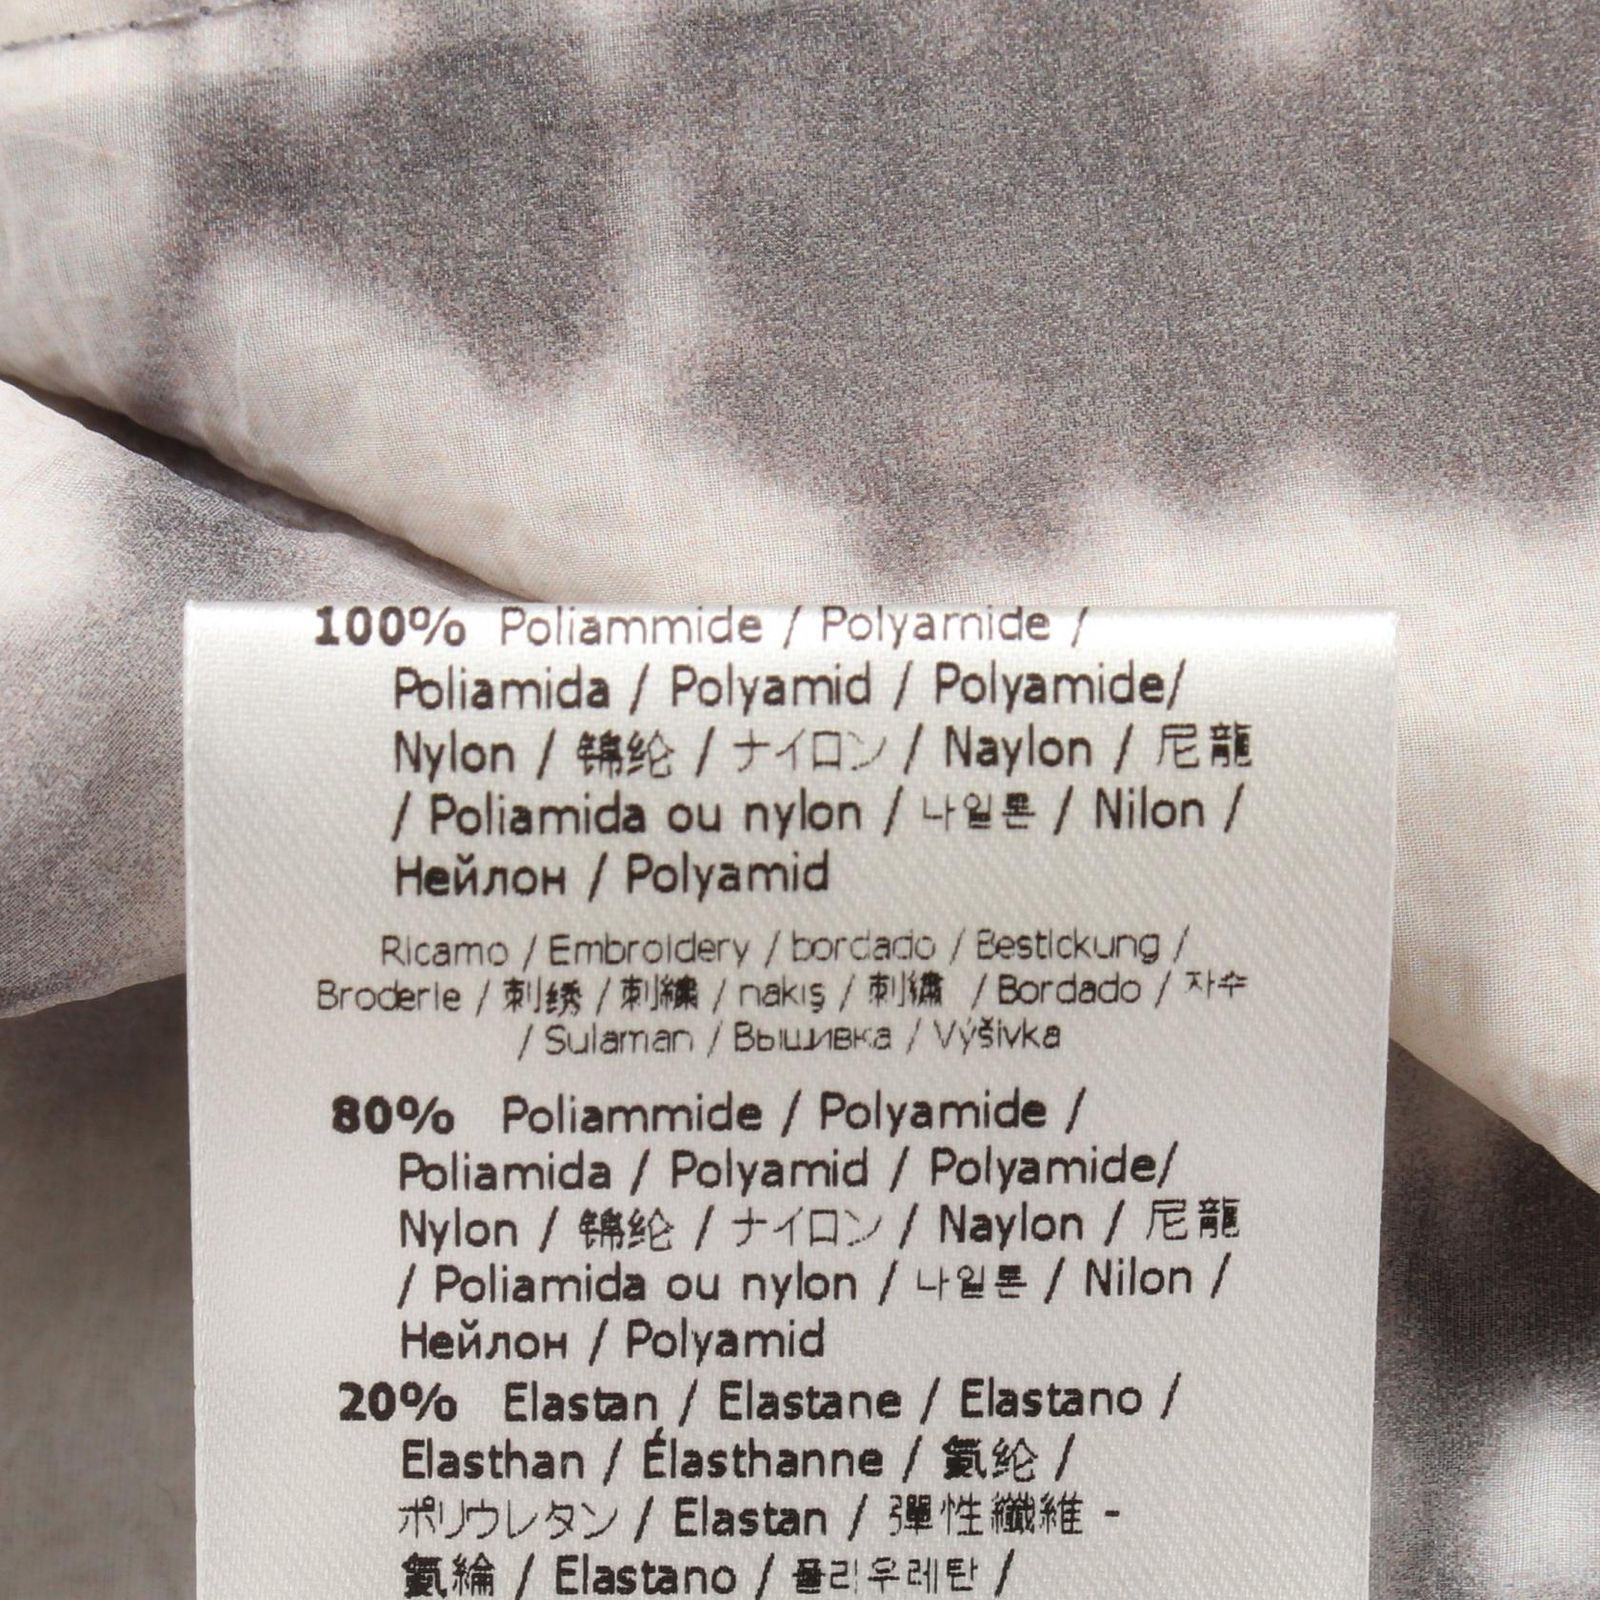 100% Poliammide / Polyamide /
Poliamida / Polyamid / Polyamide/
Nylon / 锦纶 / ナイロン / Naylon / 尼龍
/ Poliamida ou nylon / 나일론 / Nilon /
Нейлон / Polyamid
Ricamo / Embroidery / bordado / Bestickung /
Broderie / 刺绣 / 刺繍 / nakış / 刺繡 / Bordado / 자수
/ Sulaman / Вышивка / Výšivka
80% Poliammide / Polyamide /
Poliamida / Polyamid / Polyamide/
Nylon / 锦纶 / ナイロン / Naylon / 尼龍
/ Poliamida ou nylon / 나일론 / Nilon /
Нейлон / Polyamid
20% Elastan / Elastane / Elastano /
Elasthan / Élasthanne / 氨纶 /
ポリウレタン / Elastan / 彈性纖維 -
氨綸 / Elastano / 폴리우레탄 /